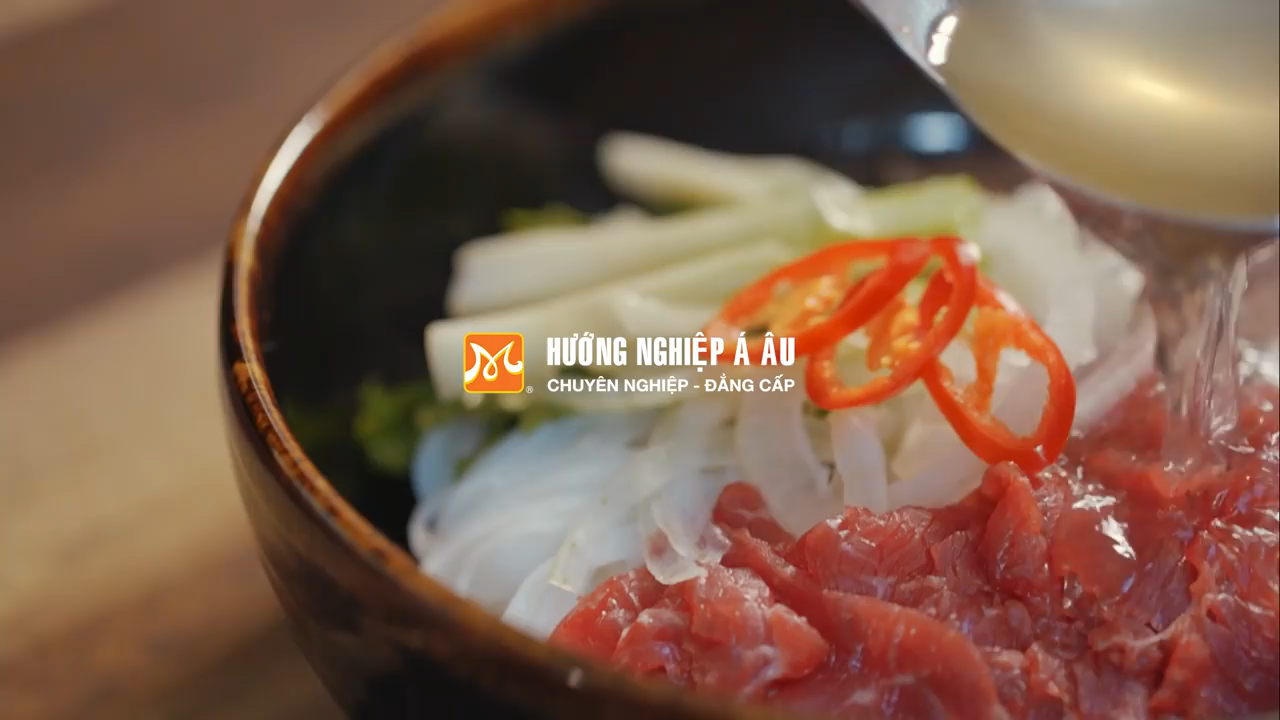 HƯỚNG NGHIỆP Á ÂU
CHUYÊN NGHIỆP - ĐẲNG CẤP